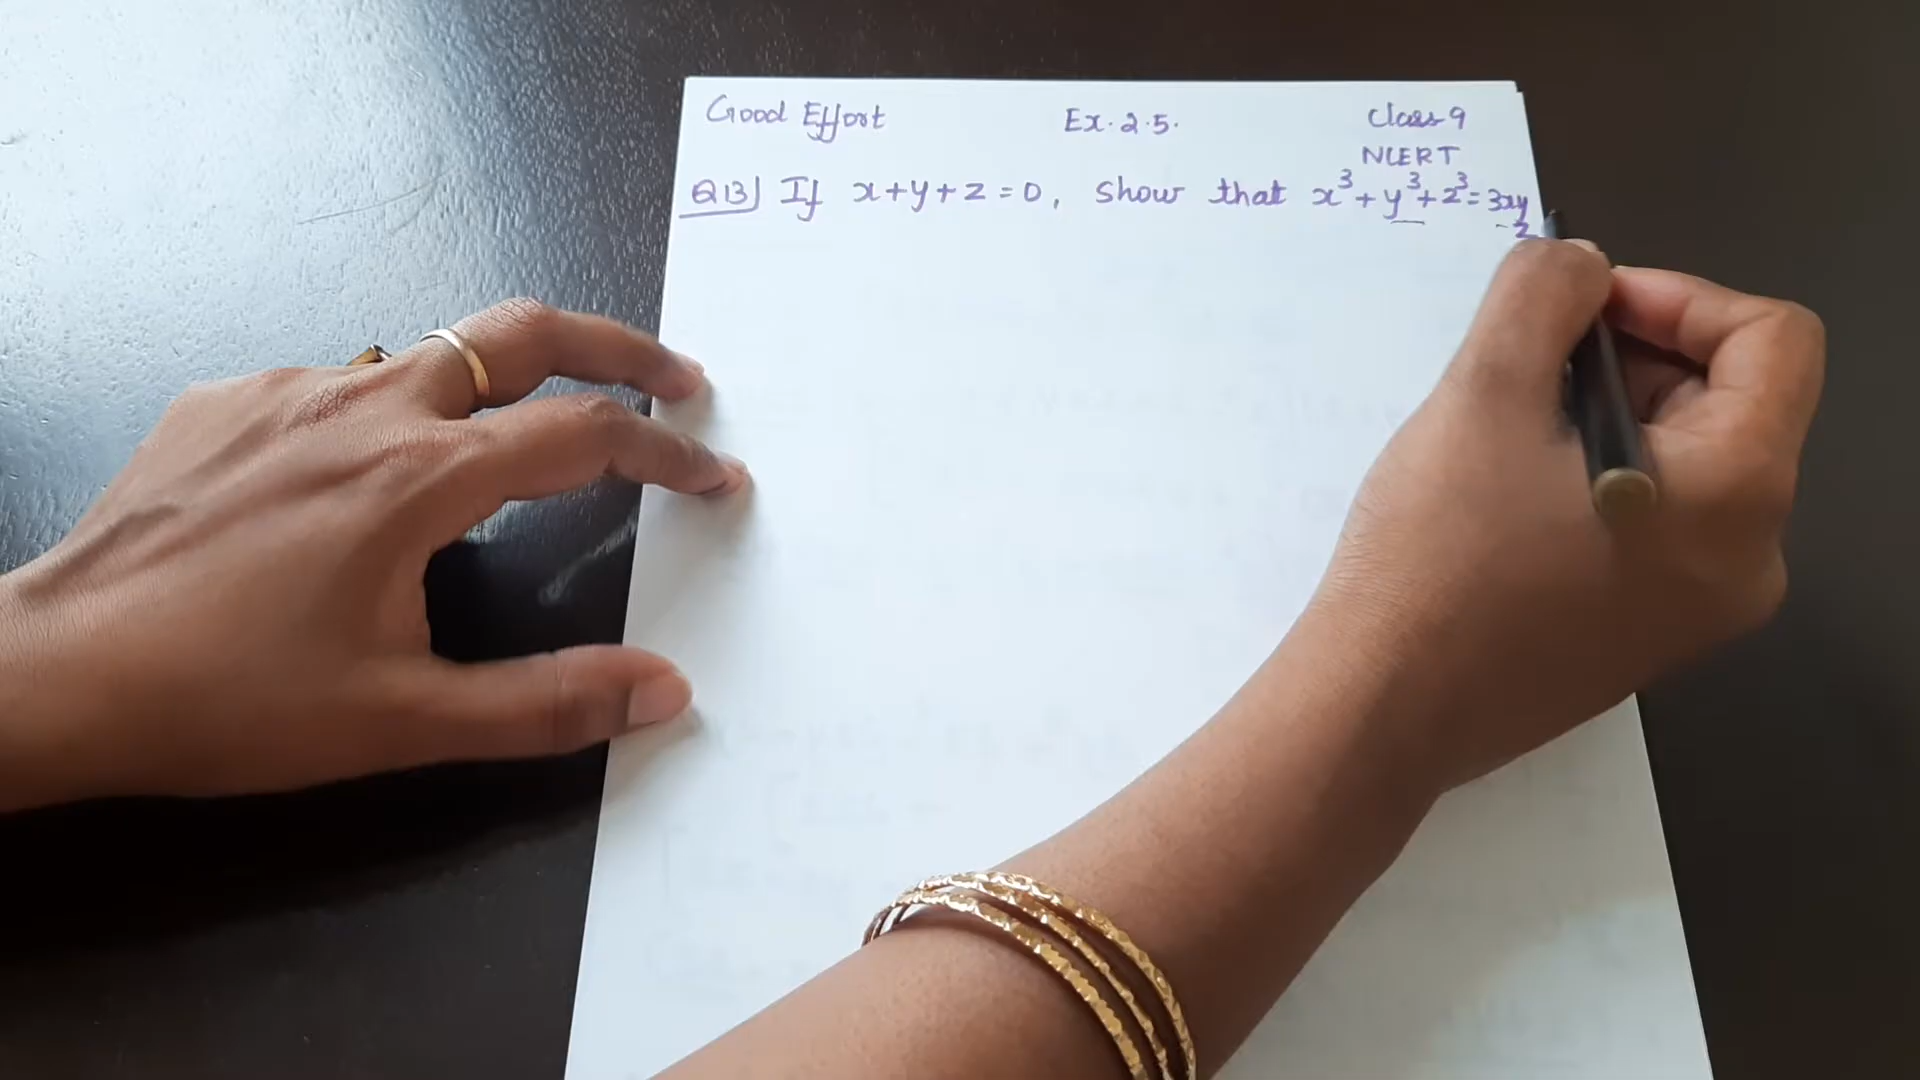 Good Effort Ex. 2.5. Class-9
NCERT
Q13) If x+y+z=0, Show that x³+y³+z³=3xy
z